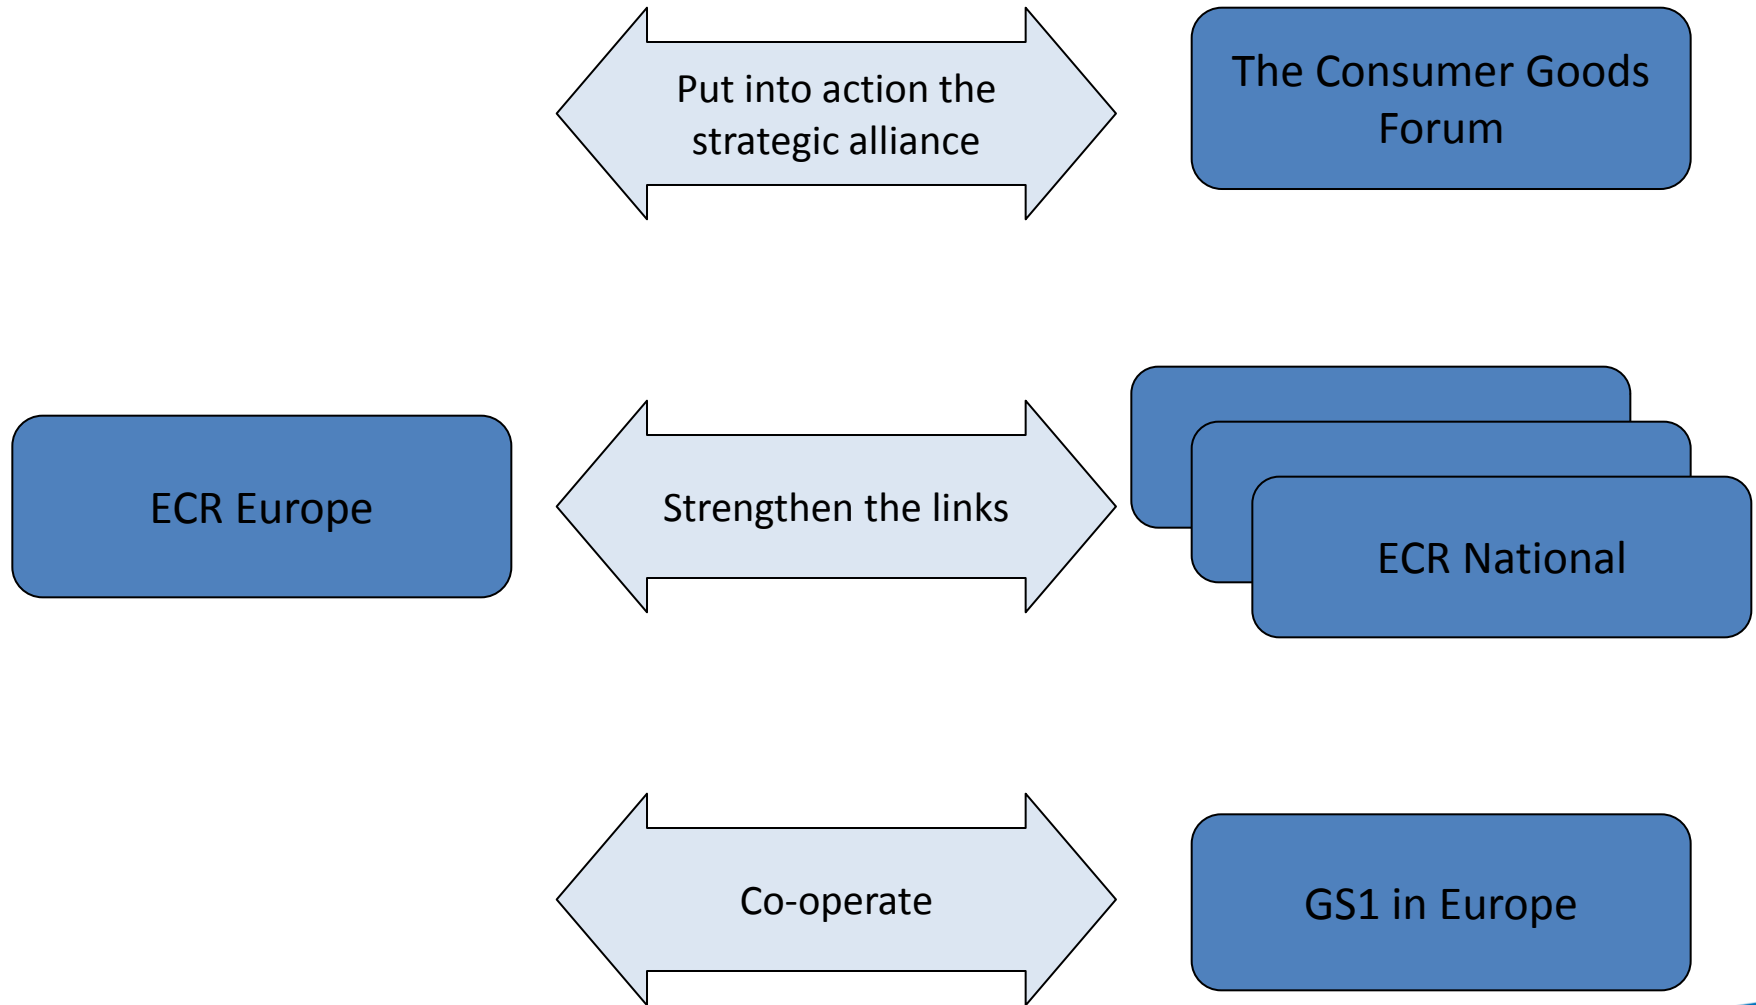 Put into action the
strategic alliance
The Consumer Goods
Forum
ECR Europe
Strengthen the links
ECR National
Co-operate
GS1 in Europe